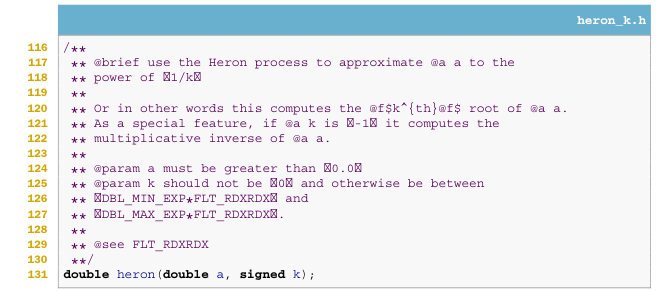 heron_k.h
116 /**
117 ** @brief use the Heron process to approximate @a a to the
118 ** power of 1/k
119 **
120 ** Or in other words this computes the @f$k^{th}@f$ root of @a a.
121 ** As a special feature, if @a k is -1 it computes the
122 ** multiplicative inverse of @a a.
123 **
124 ** @param a must be greater than 0.0
125 ** @param k should not be 0 and otherwise be between
126 ** DBL_MIN_EXP*FLT_RDXRDX and
127 ** DBL_MAX_EXP*FLT_RDXRDX.
128 **
129 ** @see FLT_RDXRDX
130 **/
131 double heron(double a, signed k);